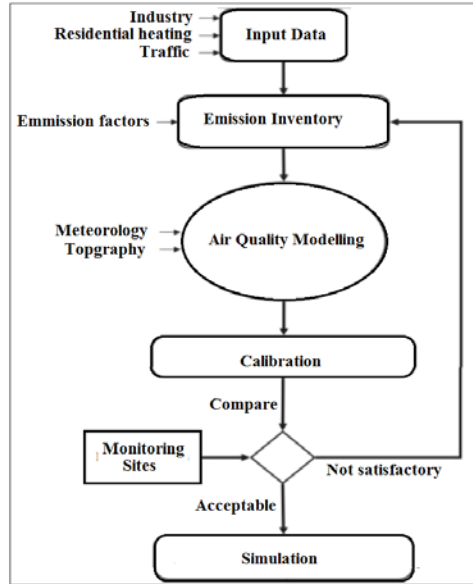 Industry
Residential heating
Traffic
Input Data
Emmission factors
Emission Inventory
Meteorology
Topgraphy
Air Quality Modelling
Calibration
Compare
Monitoring
Sites
Not satisfactory
Acceptable
Simulation